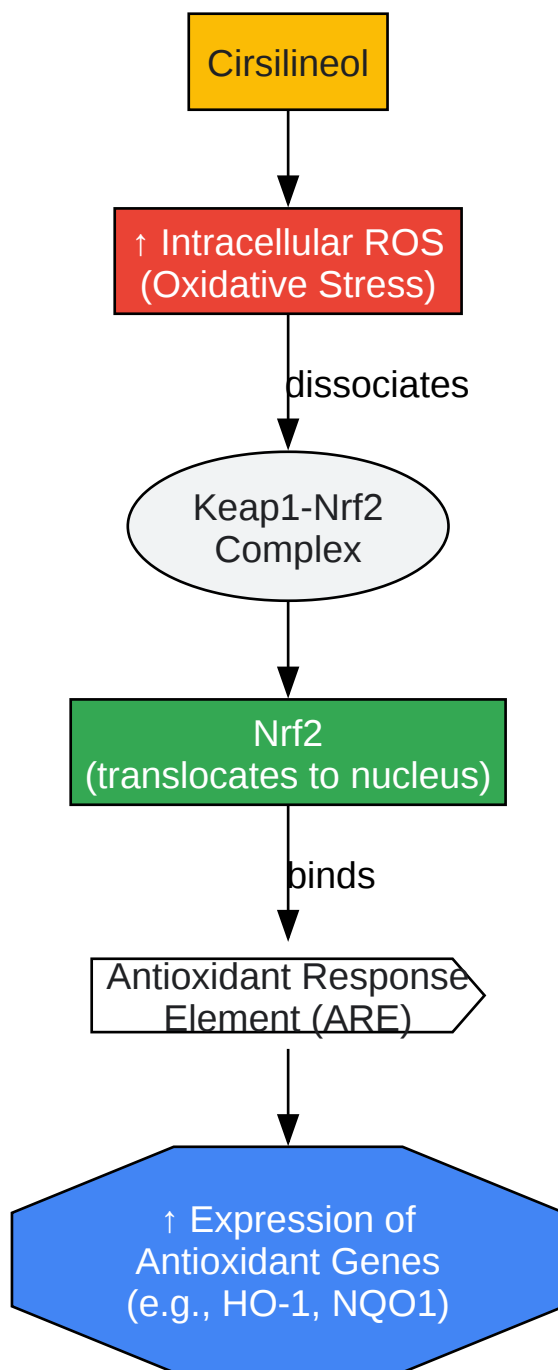 Cirsilineol
↑ Intracellular ROS
(Oxidative Stress)
dissociates
Keap1-Nrf2
Complex
Nrf2
(translocates to nucleus)
binds
Antioxidant Response
Element (ARE)
↑ Expression of
Antioxidant Genes
(e.g., HO-1, NQO1)